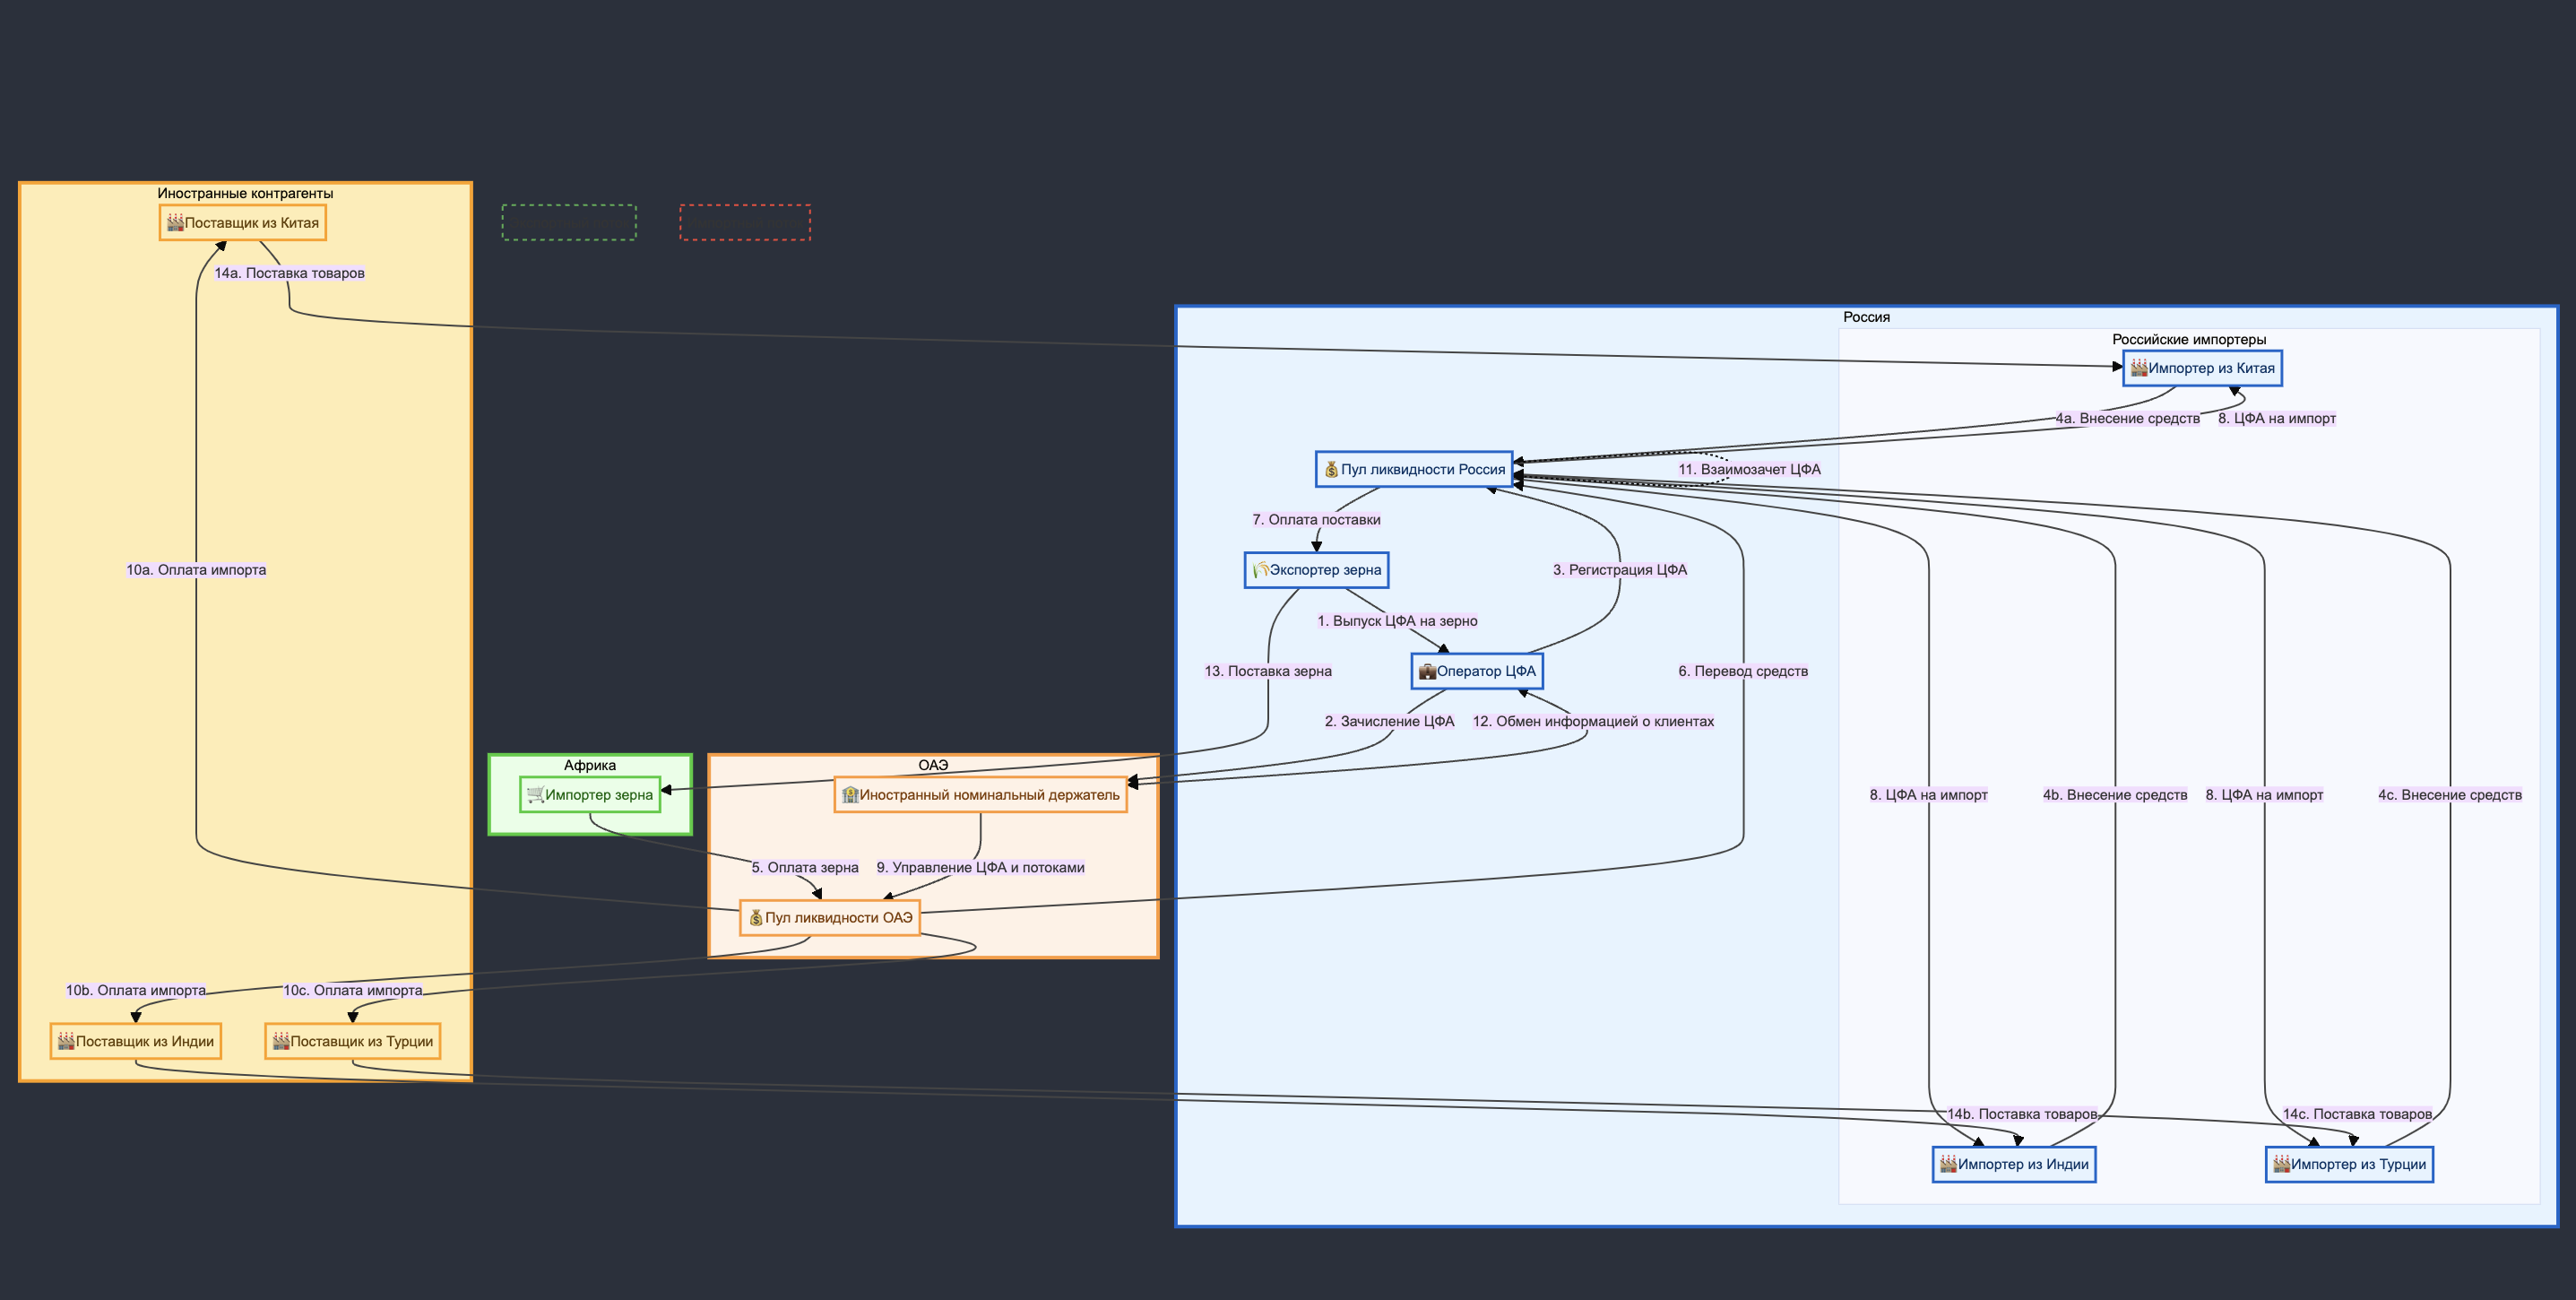 Иностранные контрагенты
Поставщик из Китая
14a. Поставка товаров
Россия
Российские импортеры
Импортер из Китая
4a. Внесение средств
8. ЦФА на импорт
Пул ликвидности Россия
11. Взаимозачет ЦФА
7. Оплата поставки
10a. Оплата импорта
Экспортер зерна
3. Регистрация ЦФА
1. Выпуск ЦФА на зерно
13. Поставка зерна
Оператор ЦФА
6. Перевод средств
2. Зачисление ЦФА
12. Обмен информацией о клиентах
Африка
ОАЭ
Импортер зерна
Иностранный номинальный держатель
8. ЦФА на импорт
4b. Внесение средств
8. ЦФА на импорт
4c. Внесение средств
5. Оплата зерна
9. Управление ЦФА и потоками
Пул ликвидности ОАЭ
10b. Оплата импорта
10c. Оплата импорта
Поставщик из Индии
Поставщик из Турции
14b. Поставка товаров
14c. Поставка товаров
Импортер из Индии
Импортер из Турции